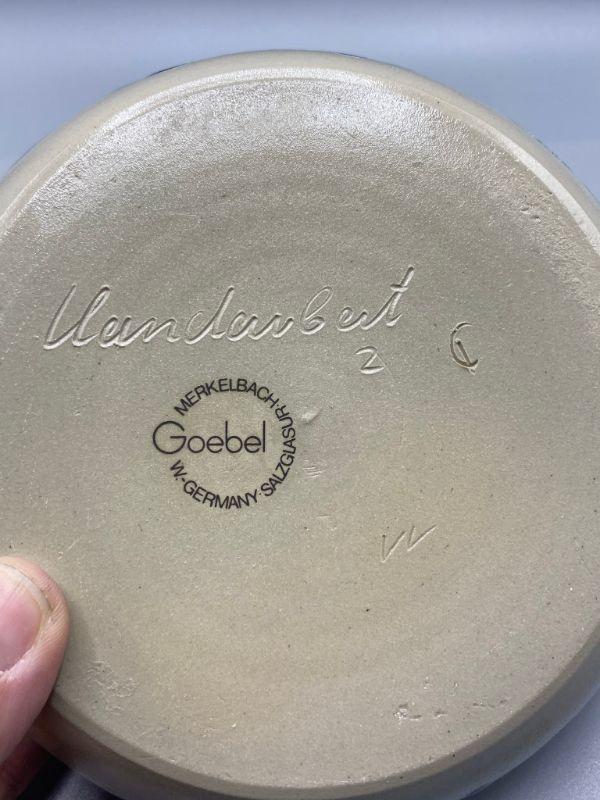 Handarbeit
2
MERKELBACH·
Goebel
W.-GERMANY·SALZGLASUR·
W